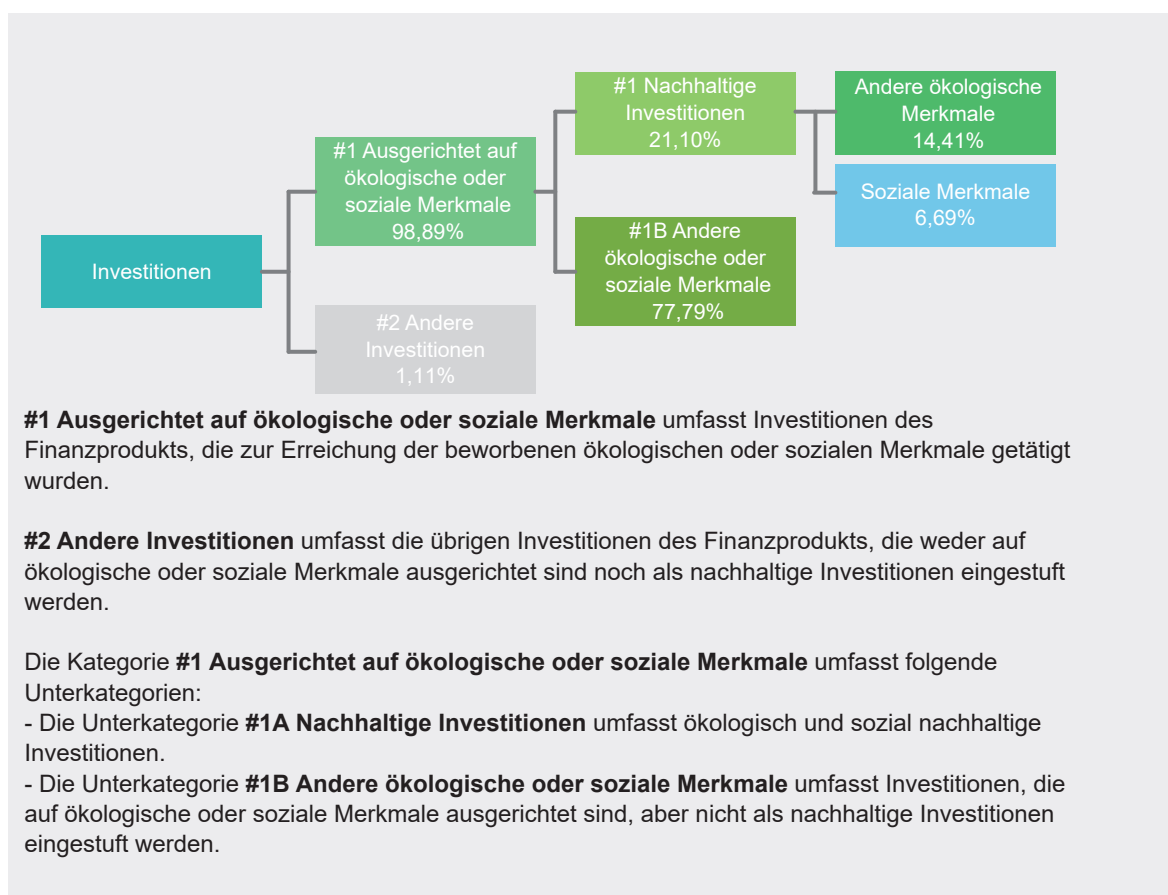 #1 Nachhaltige
Investitionen
21,10%
Andere ökologische
Merkmale
14,41%
#1 Ausgerichtet auf
ökologische oder
soziale Merkmale
98,89%
Soziale Merkmale
6,69%
Investitionen
#1B Andere
ökologische oder
soziale Merkmale
77,79%
#2 Andere
Investitionen
1,11%
#1 Ausgerichtet auf ökologische oder soziale Merkmale umfasst Investitionen des
Finanzprodukts, die zur Erreichung der beworbenen ökologischen oder sozialen Merkmale getätigt
wurden.
#2 Andere Investitionen umfasst die übrigen Investitionen des Finanzprodukts, die weder auf
ökologische oder soziale Merkmale ausgerichtet sind noch als nachhaltige Investitionen eingestuft
werden.
Die Kategorie #1 Ausgerichtet auf ökologische oder soziale Merkmale umfasst folgende
Unterkategorien:
- Die Unterkategorie #1A Nachhaltige Investitionen umfasst ökologisch und sozial nachhaltige
Investitionen.
- Die Unterkategorie #1B Andere ökologische oder soziale Merkmale umfasst Investitionen, die
auf ökologische oder soziale Merkmale ausgerichtet sind, aber nicht als nachhaltige Investitionen
eingestuft werden.